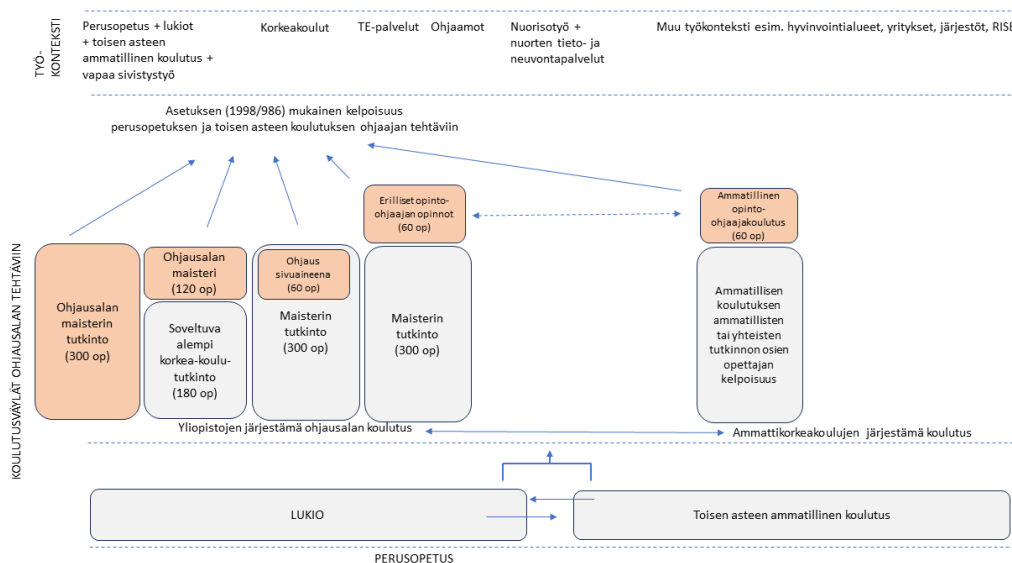 TYÖ-
KONTEKSTI
Perusopetus + lukiot
+ toisen asteen
ammatillinen koulutus +
vapaa sivistystyö
Korkeakoulut
TE-palvelut
Ohjaamot
Nuorisotyö +
nuorten tieto- ja
neuvontapalvelut
Muu työkonteksti esim. hyvinvointialueet, yritykset, järjestöt, RISE
Asetuksen (1998/986) mukainen kelpoisuus
perusopetuksen ja toisen asteen koulutuksen ohjaajan tehtäviin
KOULUTUSVÄYLÄT OHJAUSALAN TEHTÄVIIN
Ohjausalan
maisterin
tutkinto
(300 op)
Ohjausalan
maisteri
(120 op)
Soveltuva
alempi
korkea-koulu-
tutkinto
(180 op)
Ohjaus
sivuaineena
(60 op)
Maisterin
tutkinto
(300 op)
Erilliset opinto-
ohjaajan opinnot
(60 op)
Maisterin
tutkinto
(300 op)
Ammatillinen
opinto-
ohjaajakoulutus
(60 op)
Ammatillisen
koulutuksen
ammatillisten
tai yhteisten
tutkinnon osien
opettajan
kelpoisuus
Yliopistojen järjestämä ohjausalan koulutus
Ammattikorkeakoulujen järjestämä koulutus
LUKIO
Toisen asteen ammatillinen koulutus
PERUSOPETUS